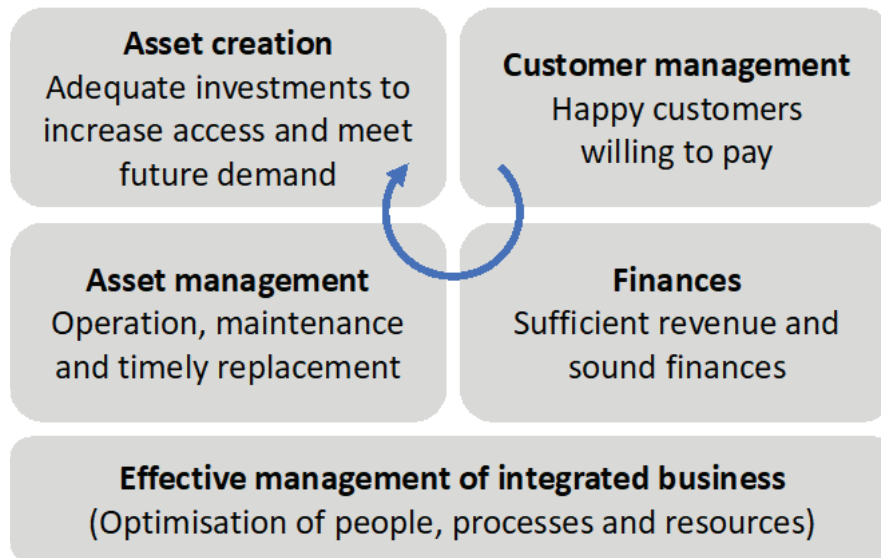 Asset creation
Adequate investments to
increase access and meet
future demand
Customer management
Happy customers
willing to pay
Asset management
Operation, maintenance
and timely replacement
Finances
Sufficient revenue and
sound finances
Effective management of integrated business
(Optimisation of people, processes and resources)